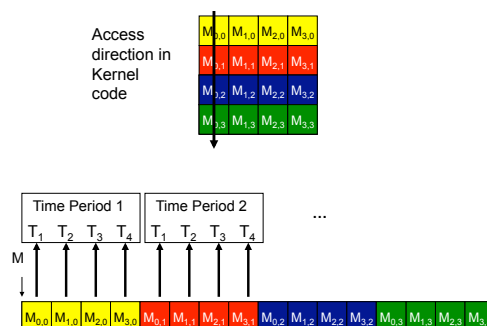 Access
direction in
Kernel
code
M0,0 M1,0 M2,0 M3,0
M0,1 M1,1 M2,1 M3,1
M0,2 M1,2 M2,2 M3,2
M0,3 M1,3 M2,3 M3,3
Time Period 1 Time Period 2 ...
T1 T2 T3 T4 T1 T2 T3 T4
M
M0,0 M1,0 M2,0 M3,0 M0,1 M1,1 M2,1 M3,1 M0,2 M1,2 M2,2 M3,2 M0,3 M1,3 M2,3